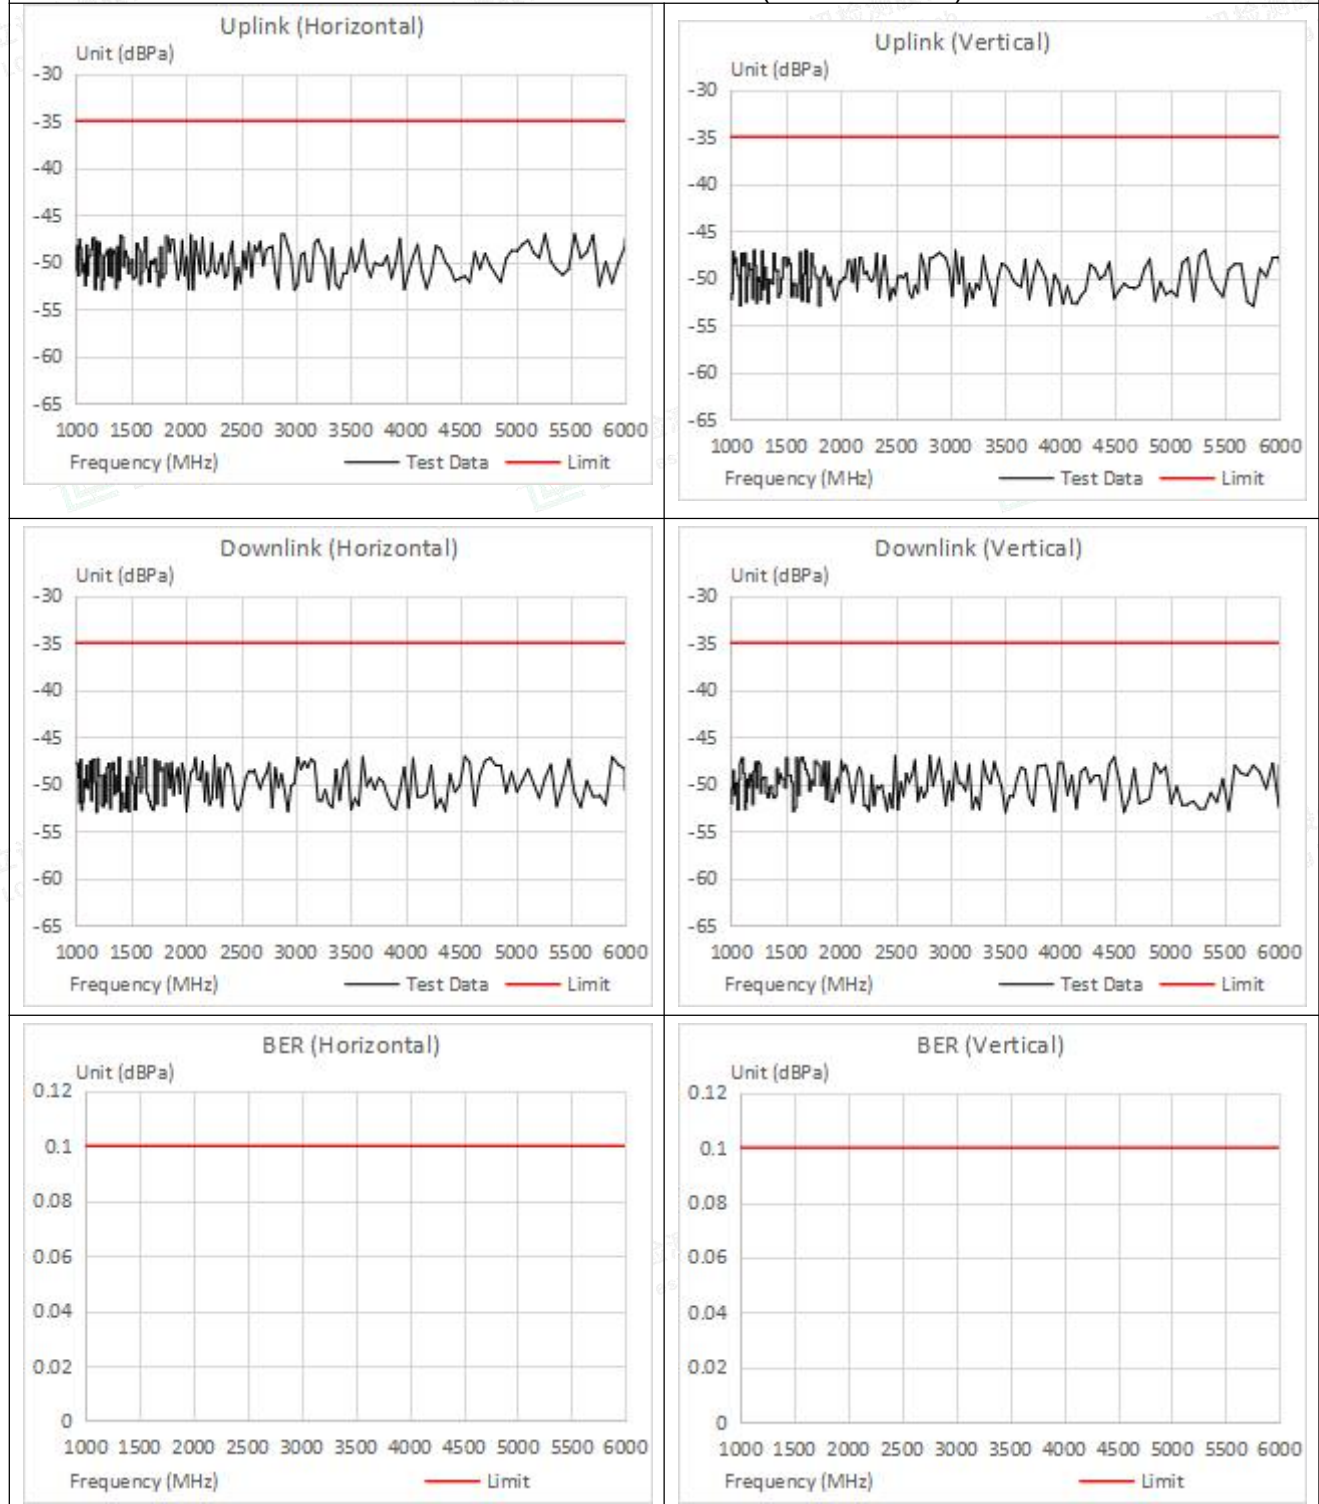 Uplink (Horizontal)
Unit (dBPa)
-30
-35
-40
-45
-50
-55
-60
-65
1000 1500 2000 2500 3000 3500 4000 4500 5000 5500 6000
Frequency (MHz) Test Data Limit
Uplink (Vertical)
Unit (dBPa)
-30
-35
-40
-45
-50
-55
-60
-65
1000 1500 2000 2500 3000 3500 4000 4500 5000 5500 6000
Frequency (MHz) Test Data Limit
Downlink (Horizontal)
Unit (dBPa)
-30
-35
-40
-45
-50
-55
-60
-65
1000 1500 2000 2500 3000 3500 4000 4500 5000 5500 6000
Frequency (MHz) Test Data Limit
Downlink (Vertical)
Unit (dBPa)
-30
-35
-40
-45
-50
-55
-60
-65
1000 1500 2000 2500 3000 3500 4000 4500 5000 5500 6000
Frequency (MHz) Test Data Limit
BER (Horizontal)
Unit (dBPa)
0.12
0.1
0.08
0.06
0.04
0.02
0
1000 1500 2000 2500 3000 3500 4000 4500 5000 5500 6000
Frequency (MHz) Limit
BER (Vertical)
Unit (dBPa)
0.12
0.1
0.08
0.06
0.04
0.02
0
1000 1500 2000 2500 3000 3500 4000 4500 5000 5500 6000
Frequency (MHz) Limit